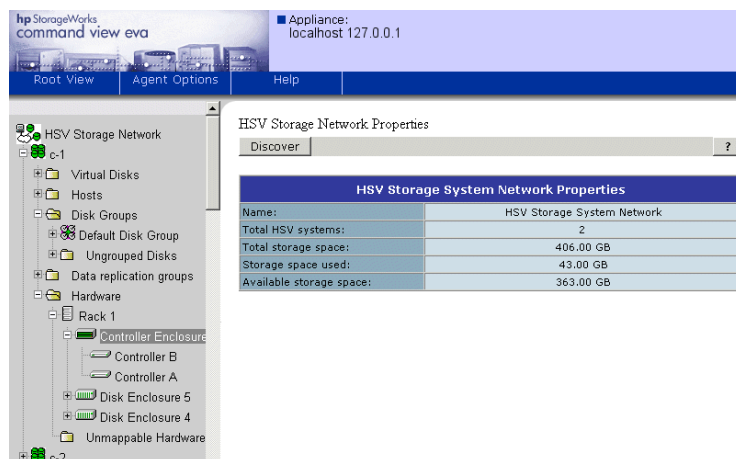 hp StorageWorks
command view eva
Appliance:
localhost 127.0.0.1
Root View Agent Options Help
HSV Storage Network
c-1
Virtual Disks
Hosts
Disk Groups
Default Disk Group
Ungrouped Disks
Data replication groups
Hardware
Rack 1
Controller Enclosure
Controller B
Controller A
Disk Enclosure 5
Disk Enclosure 4
Unmappable Hardware
c-2
HSV Storage Network Properties
Discover ?
HSV Storage System Network Properties
Name: HSV Storage System Network
Total HSV systems: 2
Total storage space: 406.00 GB
Storage space used: 43.00 GB
Available storage space: 363.00 GB